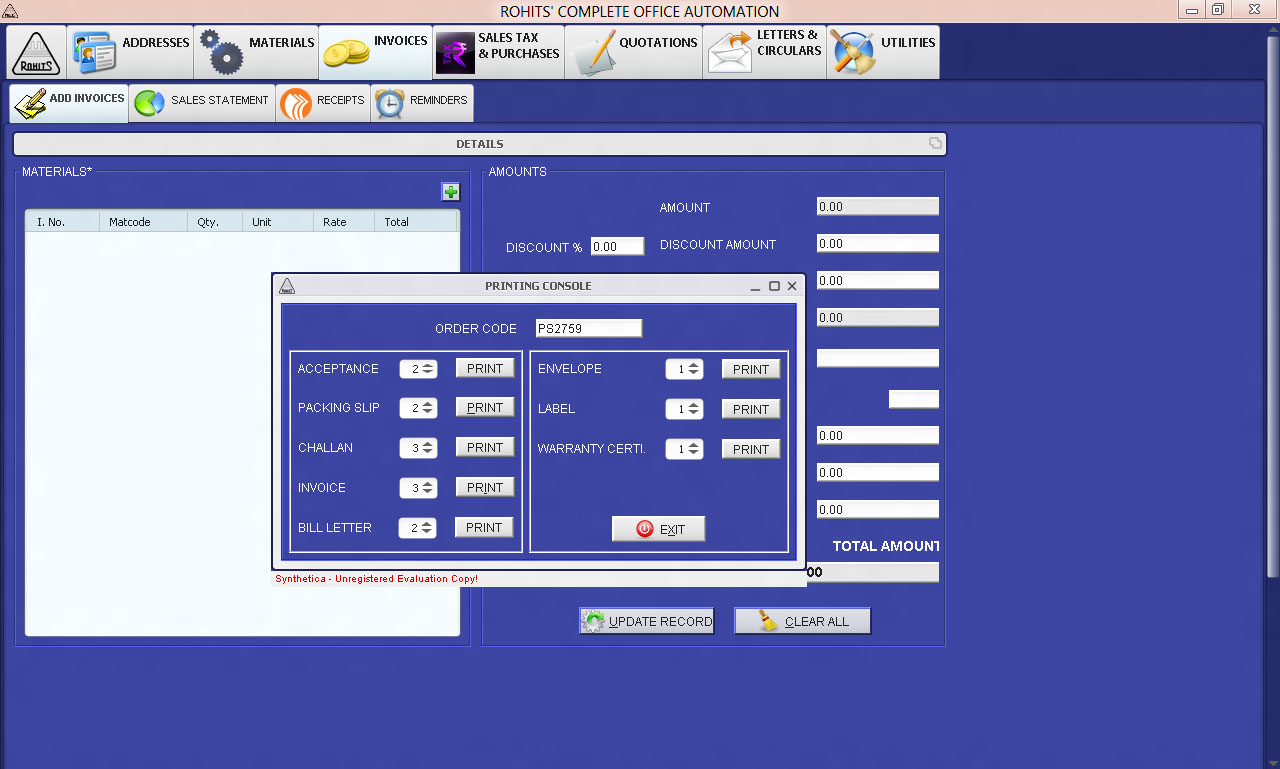 ROHITS' COMPLETE OFFICE AUTOMATION
ROHITS
ADDRESSES
MATERIALS
INVOICES
SALES TAX
& PURCHASES
QUOTATIONS
LETTERS &
CIRCULARS
UTILITIES
ADD INVOICES
SALES STATEMENT
RECEIPTS
REMINDERS
DETAILS
MATERIALS*
I. No. Matcode Qty. Unit Rate Total
AMOUNTS
AMOUNT 0.00
DISCOUNT % 0.00 DISCOUNT AMOUNT 0.00
0.00
0.00
0.00
0.00
0.00
TOTAL AMOUNT
00
UPDATE RECORD
CLEAR ALL
PRINTING CONSOLE
ORDER CODE PS2759
ACCEPTANCE 2 PRINT
PACKING SLIP 2 PRINT
CHALLAN 3 PRINT
INVOICE 3 PRINT
BILL LETTER 2 PRINT
ENVELOPE 1 PRINT
LABEL 1 PRINT
WARRANTY CERTI. 1 PRINT
EXIT
Synthetica - Unregistered Evaluation Copy!